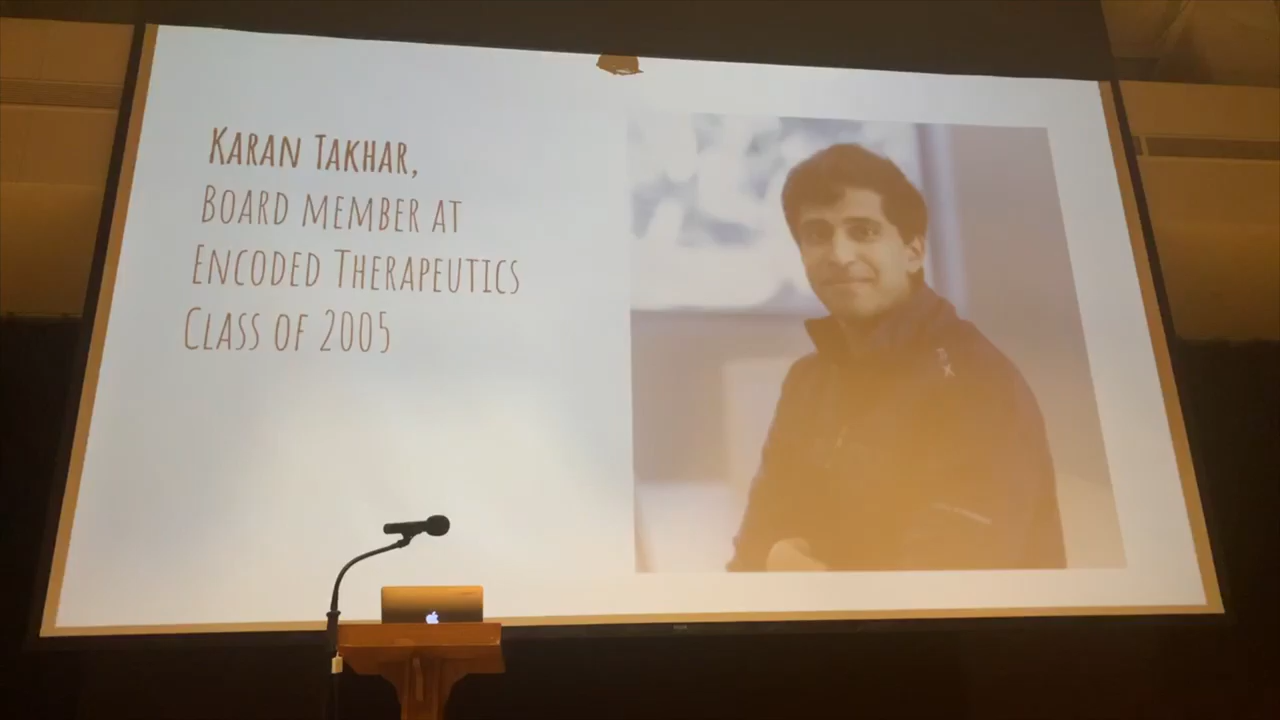 Karan Takhar,
Board member at
Encoded Therapeutics
Class of 2005